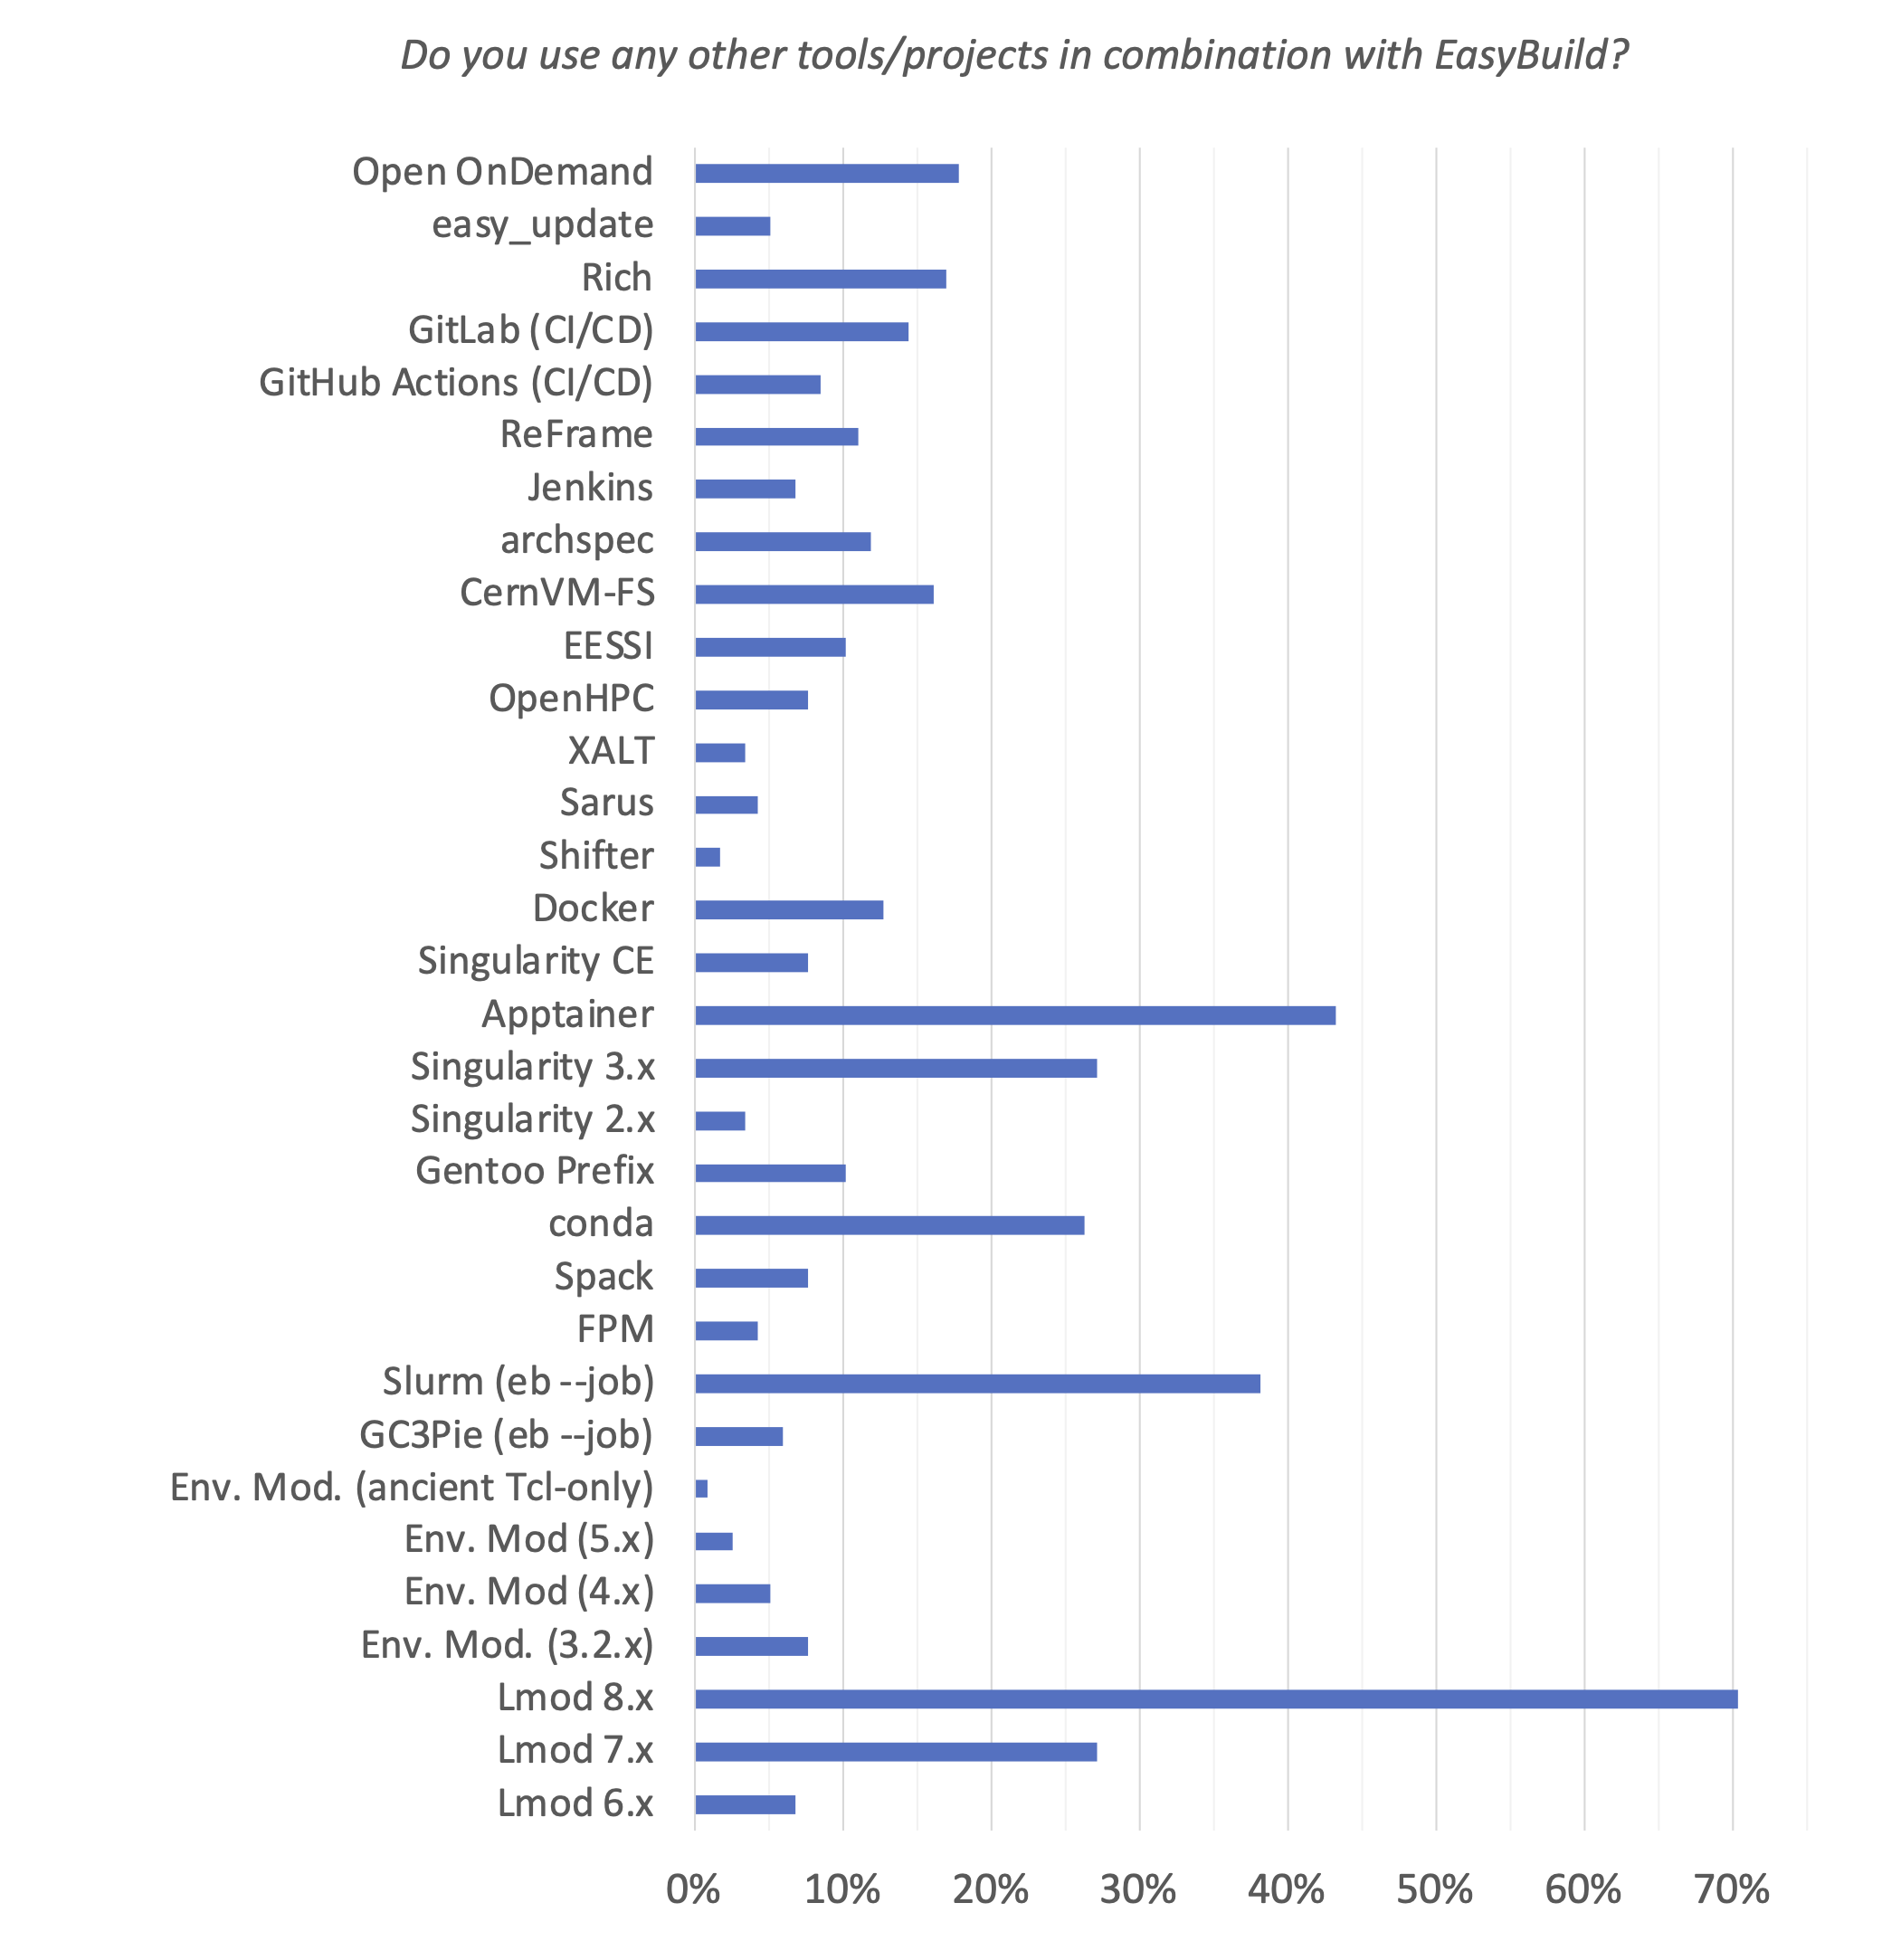 Do you use any other tools/projects in combination with EasyBuild?
Open OnDemand
easy_update
Rich
GitLab (CI/CD)
GitHub Actions (CI/CD)
ReFrame
Jenkins
archspec
CernVM-FS
EESSI
OpenHPC
XALT
Sarus
Shifter
Docker
Singularity CE
Apptainer
Singularity 3.x
Singularity 2.x
Gentoo Prefix
conda
Spack
FPM
Slurm (eb --job)
GC3Pie (eb --job)
Env. Mod. (ancient Tcl-only)
Env. Mod (5.x)
Env. Mod (4.x)
Env. Mod. (3.2.x)
Lmod 8.x
Lmod 7.x
Lmod 6.x
0% 10% 20% 30% 40% 50% 60% 70%